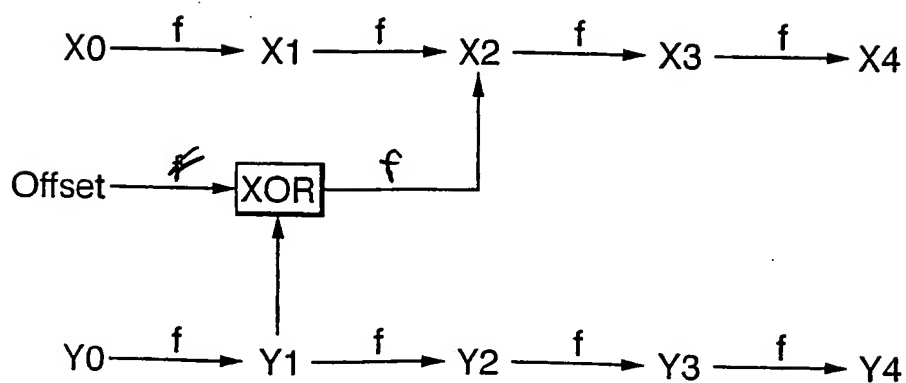 f f f f
X0 X1 X2 X3 X4
f f
Offset XOR
f f f f
Y0 Y1 Y2 Y3 Y4